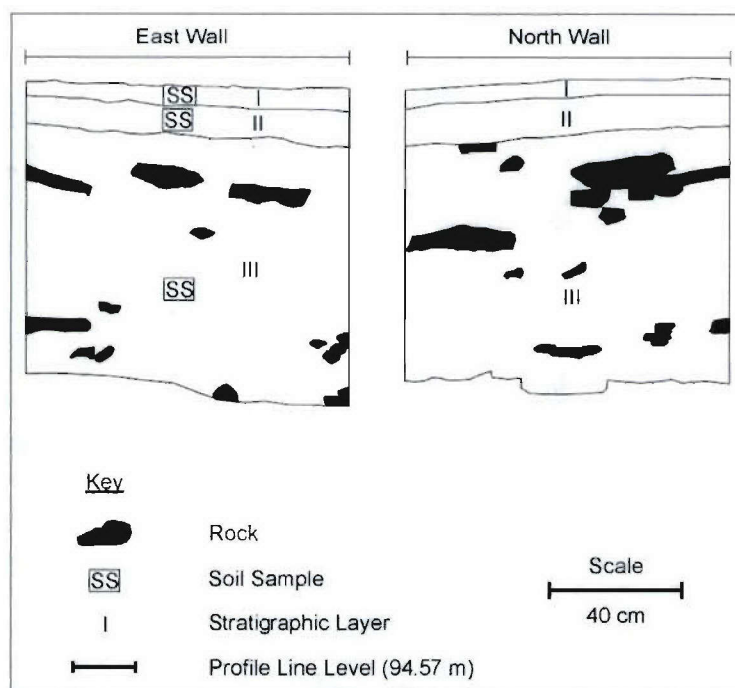 East Wall
North Wall
SS I
SS II
III
SS
I
II
III
Key
Rock
SS Soil Sample
I Stratigraphic Layer
Profile Line Level (94.57 m)
Scale
40 cm